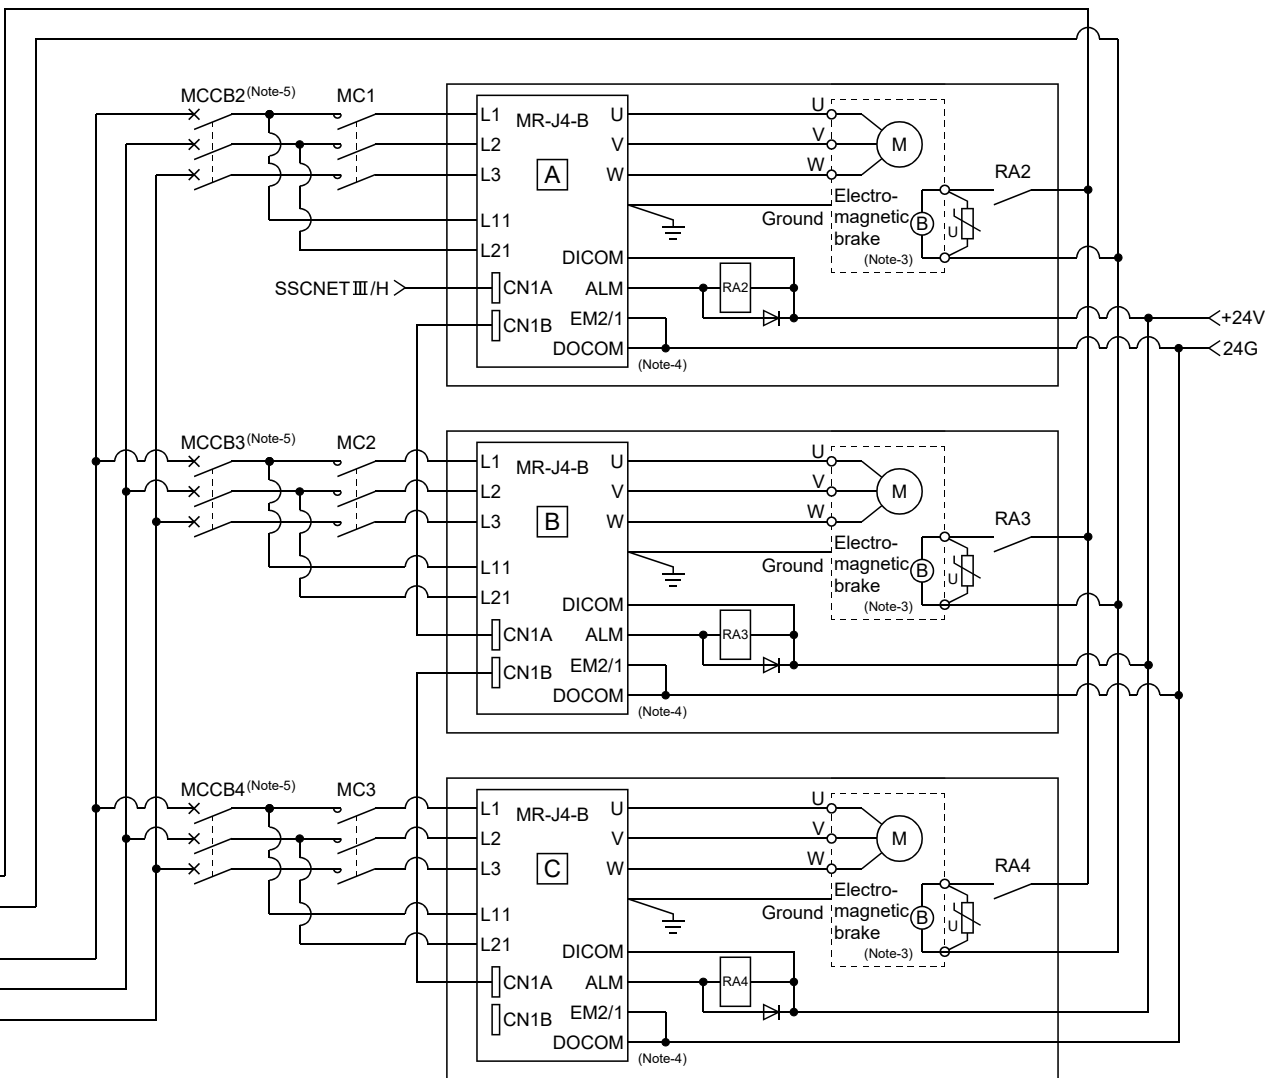 MCCB2 (Note-5) MC1
L1 MR-J4-B U
L2 V
L3 A W
L11
L21
DICOM
SSCNETⅢ/H CN1A ALM RA2
CN1B EM2/1
DOCOM
(Note-4)
U
V
W
M
Ground
Electro-
magnetic
brake
(Note-3)
B
U
RA2
+24V
24G
MCCB3 (Note-5) MC2
L1 MR-J4-B U
L2 V
L3 B W
L11
L21
DICOM
CN1A ALM RA3
CN1B EM2/1
DOCOM
(Note-4)
U
V
W
M
Ground
Electro-
magnetic
brake
(Note-3)
B
U
RA3
MCCB4 (Note-5) MC3
L1 MR-J4-B U
L2 V
L3 C W
L11
L21
DICOM
CN1A ALM RA4
CN1B EM2/1
DOCOM
(Note-4)
U
V
W
M
Ground
Electro-
magnetic
brake
(Note-3)
B
U
RA4